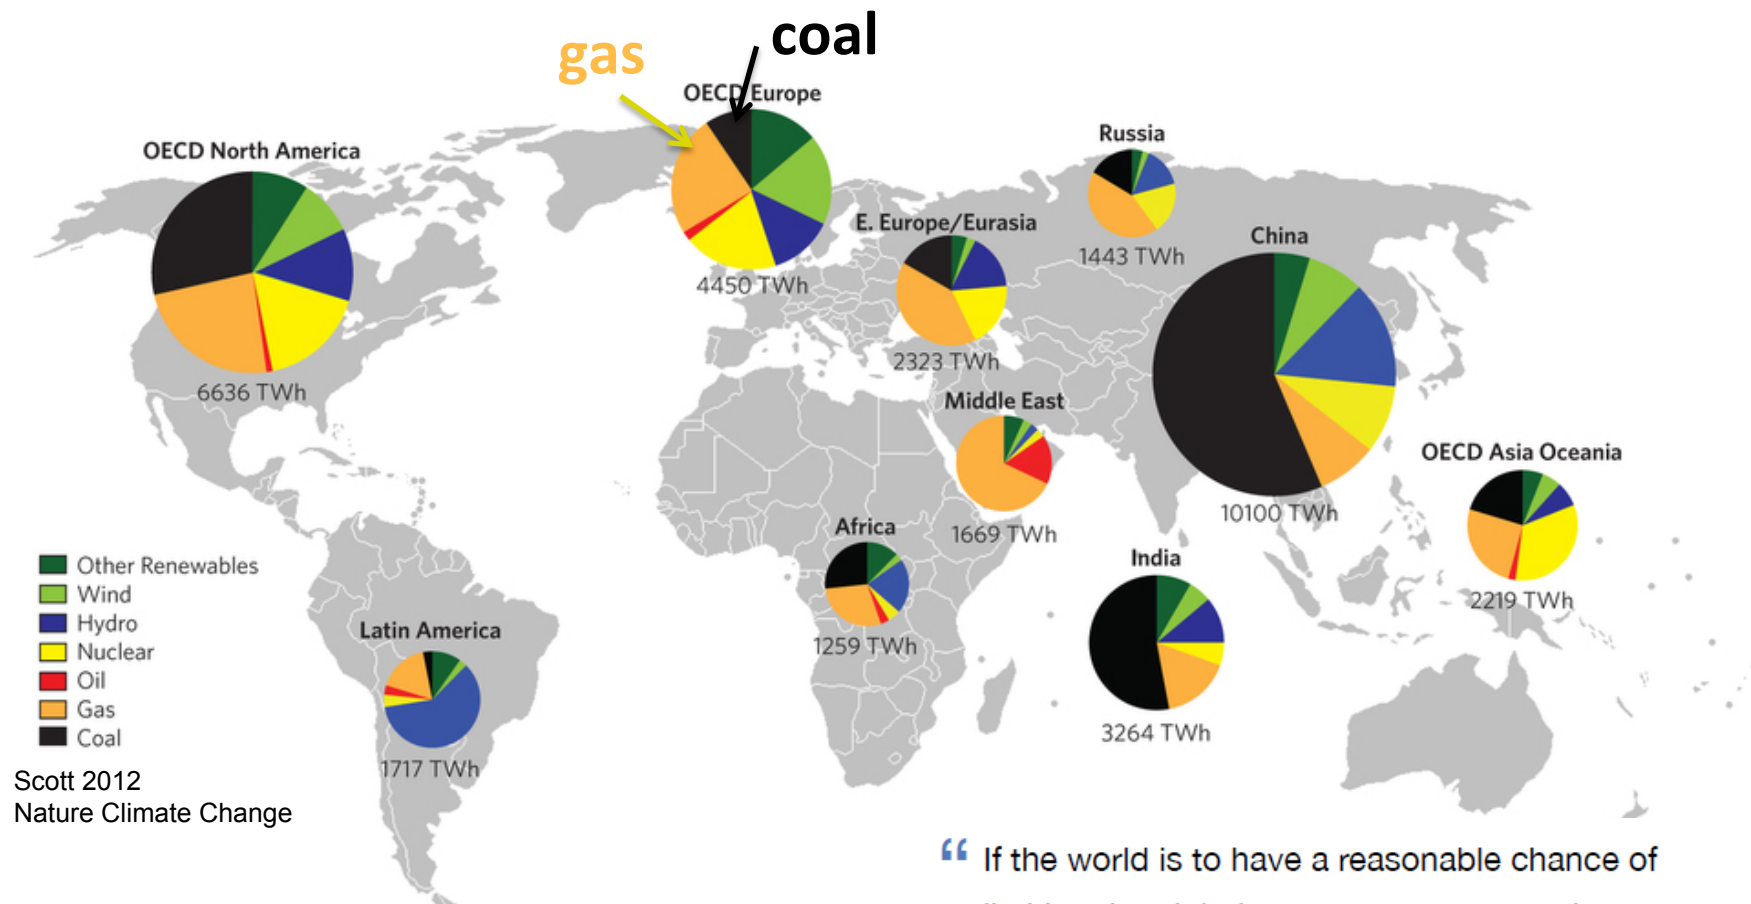 coal
gas
OECD Europe
Russia
OECD North America
E. Europe/Eurasia
China
1443 TWh
4450 TWh
2323 TWh
6636 TWh
Middle East
OECD Asia Oceania
10100 TWh
Africa
1669 TWh
India
Other Renewables
Wind
Hydro
Nuclear
Oil
Gas
Coal
2219 TWh
Latin America
1259 TWh
3264 TWh
1717 TWh
Scott 2012
Nature Climate Change
“ If the world is to have a reasonable chance of